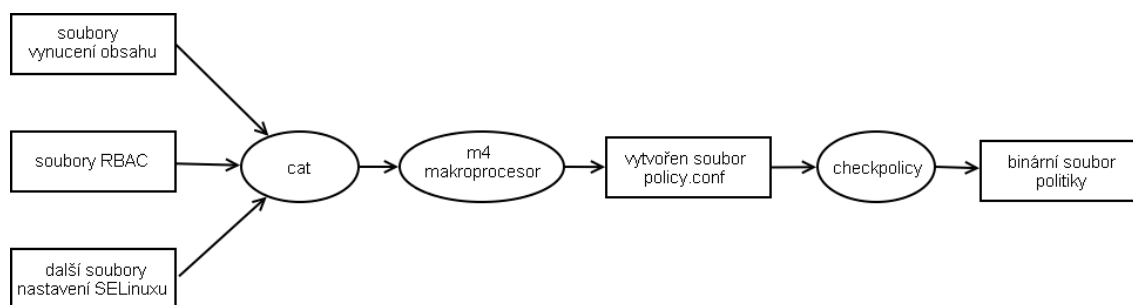 soubory
vynucení obsahu
soubory RBAC
další soubory
nastavení SELinuxu
cat
m4
makroprocesor
vytvořen soubor
policy.conf
checkpolicy
binární soubor
politiky